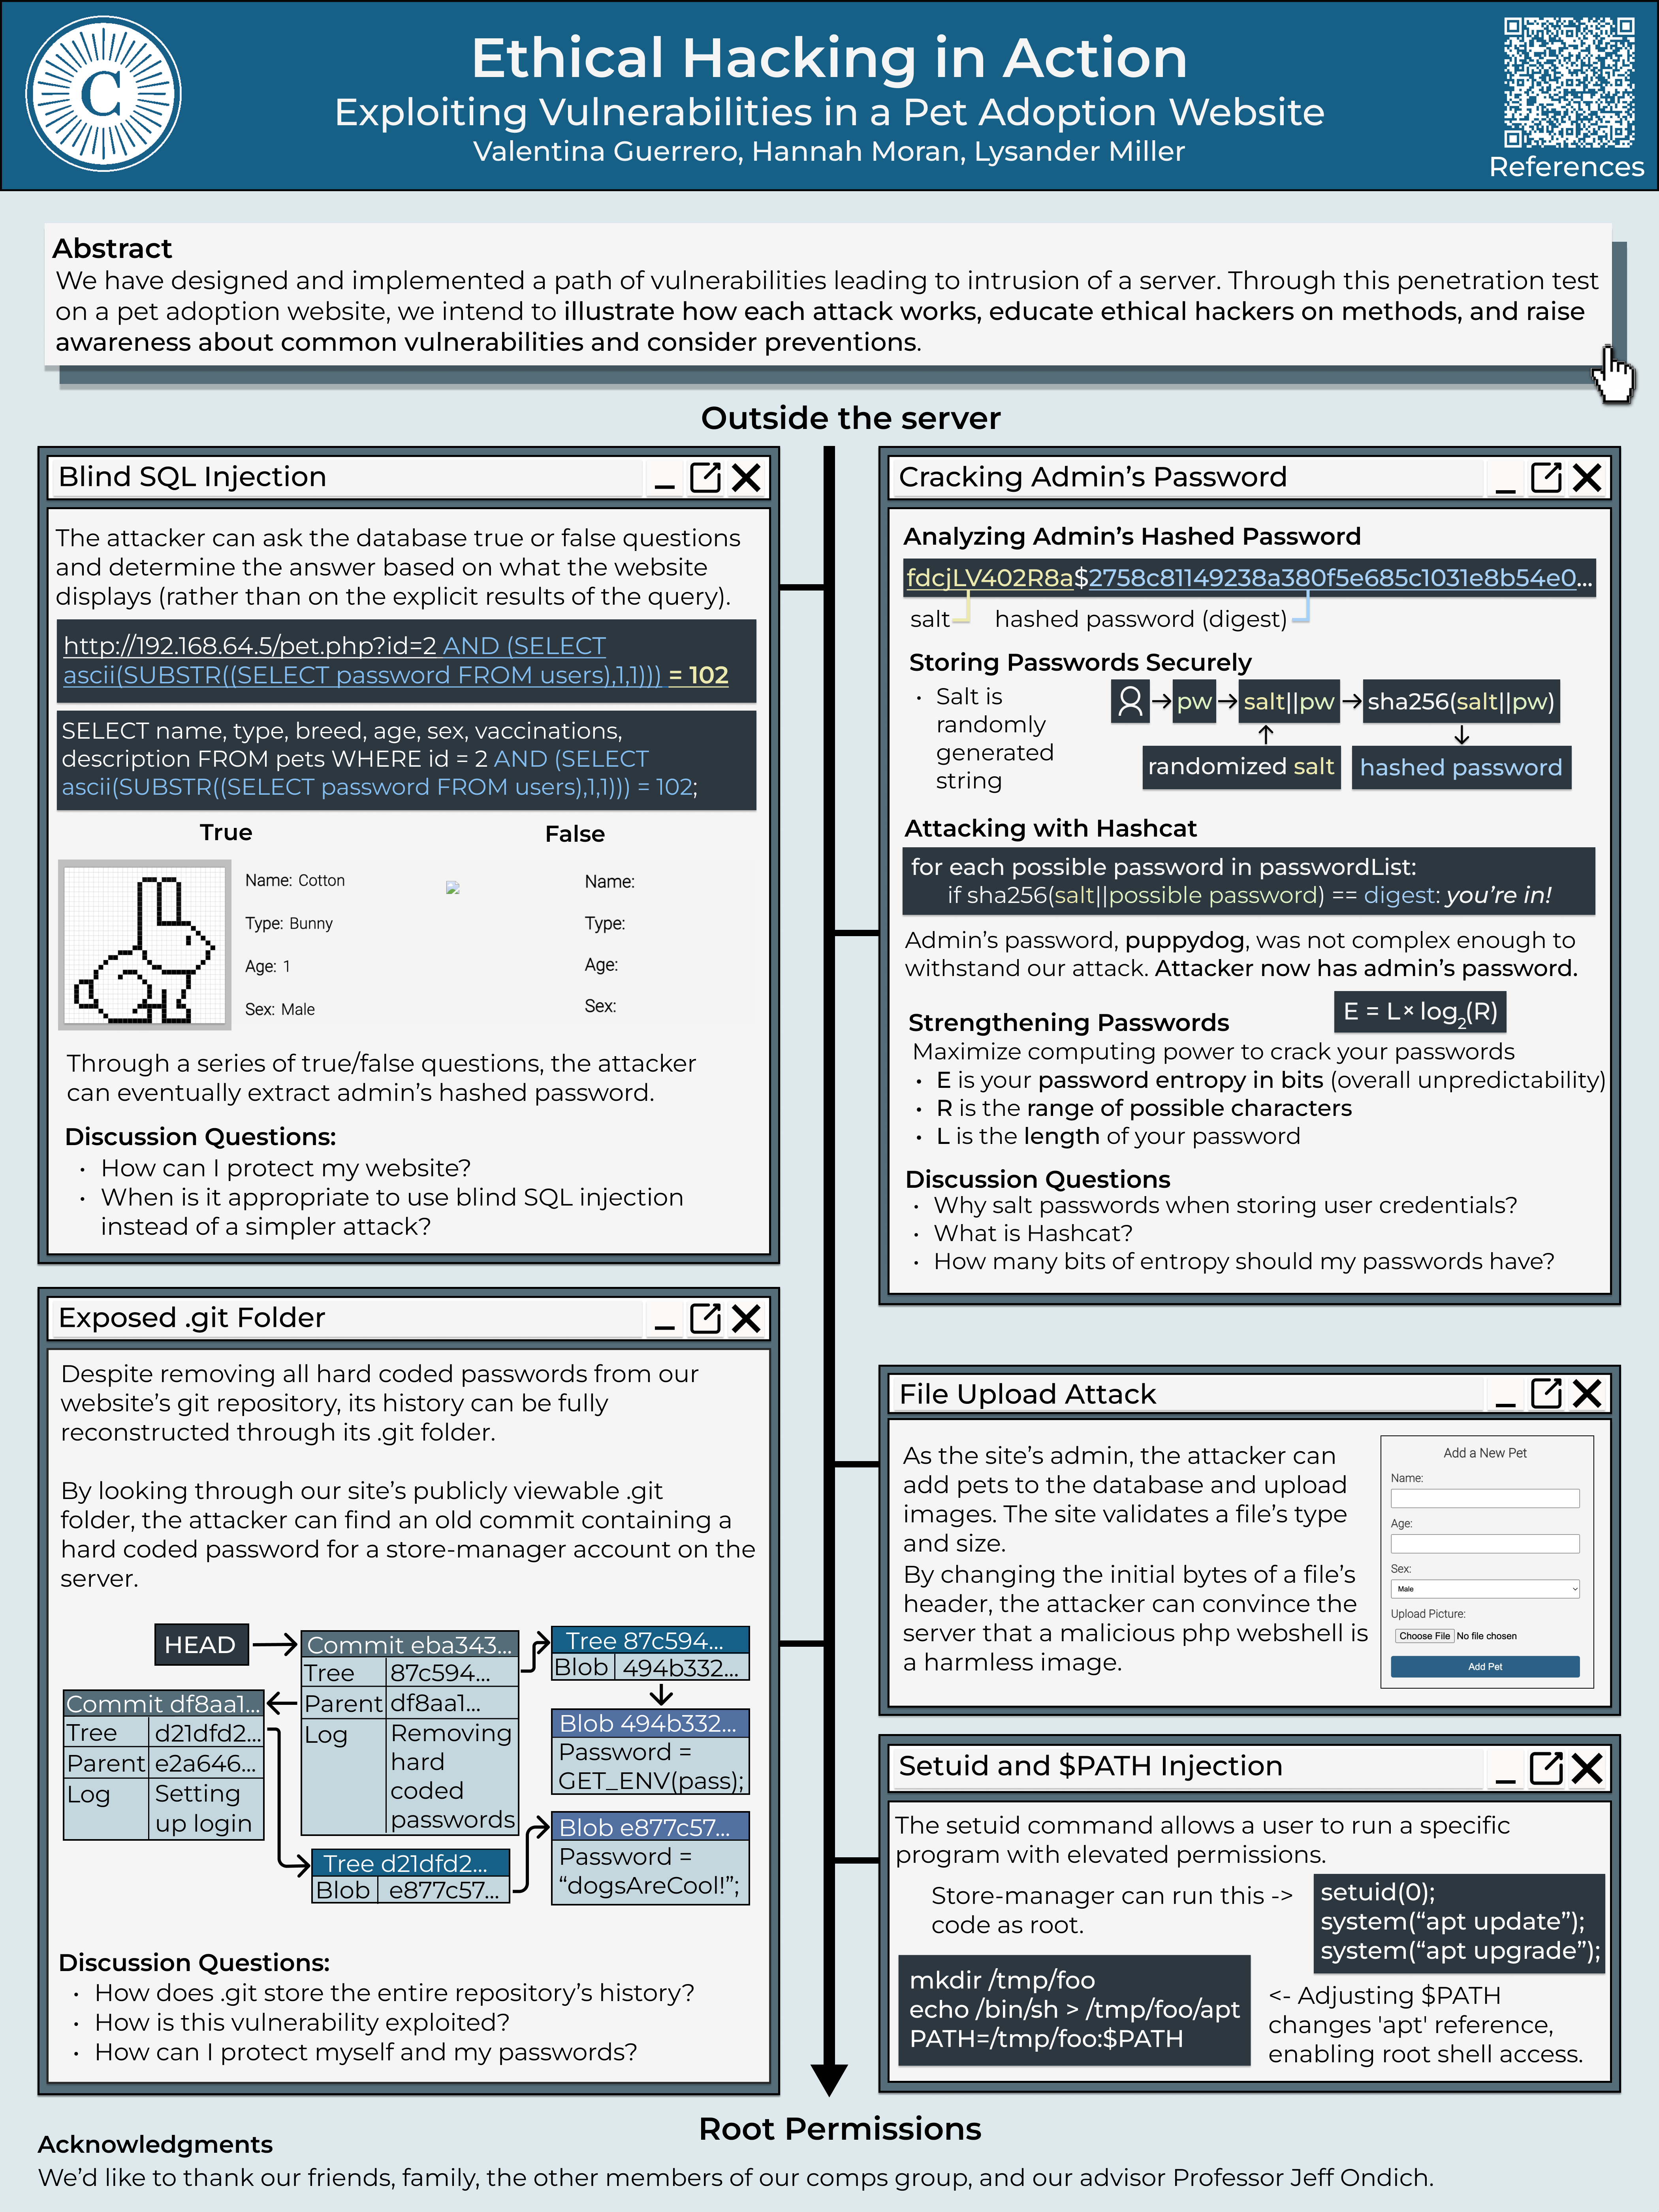 C
Ethical Hacking in Action
Exploiting Vulnerabilities in a Pet Adoption Website
Valentina Guerrero, Hannah Moran, Lysander Miller
References
Abstract
We have designed and implemented a path of vulnerabilities leading to intrusion of a server. Through this penetration test
on a pet adoption website, we intend to illustrate how each attack works, educate ethical hackers on methods, and raise
awareness about common vulnerabilities and consider preventions.
Outside the server
Blind SQL Injection
The attacker can ask the database true or false questions
and determine the answer based on what the website
displays (rather than on the explicit results of the query).
http://192.168.64.5/pet.php?id=2 AND (SELECT
ascii(SUBSTR((SELECT password FROM users),1,1))) = 102
SELECT name, type, breed, age, sex, vaccinations,
description FROM pets WHERE id = 2 AND (SELECT
ascii(SUBSTR((SELECT password FROM users),1,1))) = 102;
True
False
Name: Cotton
Type: Bunny
Age: 1
Sex: Male
Name:
Type:
Age:
Sex:
Through a series of true/false questions, the attacker
can eventually extract admin's hashed password.
Discussion Questions:
• How can I protect my website?
• When is it appropriate to use blind SQL injection
instead of a simpler attack?
Cracking Admin's Password
Analyzing Admin's Hashed Password
fdcjLV402R8a$2758c81149238a380f5e685c1031e8b54e0...
salt hashed password (digest)
Storing Passwords Securely
• Salt is
randomly
generated
string
pw → salt||pw → sha256(salt||pw)
randomized salt
hashed password
Attacking with Hashcat
for each possible password in passwordList:
if sha256(salt||possible password) == digest: you're in!
Admin's password, puppydog, was not complex enough to
withstand our attack. Attacker now has admin's password.
Strengthening Passwords
E = L × log2(R)
Maximize computing power to crack your passwords
• E is your password entropy in bits (overall unpredictability)
• R is the range of possible characters
• L is the length of your password
Discussion Questions
• Why salt passwords when storing user credentials?
• What is Hashcat?
• How many bits of entropy should my passwords have?
Exposed .git Folder
Despite removing all hard coded passwords from our
website's git repository, its history can be fully
reconstructed through its .git folder.
By looking through our site's publicly viewable .git
folder, the attacker can find an old commit containing a
hard coded password for a store-manager account on the
server.
HEAD
Commit eba343...
Tree 87c594...
Parent df8aa1...
Log Removing
hard
coded
passwords
Tree 87c594...
Blob 494b332...
Blob 494b332...
Password =
GET_ENV(pass);
Commit df8aa1...
Tree d21dfd2...
Parent e2a646...
Log Setting
up login
Tree d21dfd2...
Blob e877c57...
Blob e877c57...
Password =
“dogsAreCool!”;
Discussion Questions:
• How does .git store the entire repository's history?
• How is this vulnerability exploited?
• How can I protect myself and my passwords?
File Upload Attack
As the site's admin, the attacker can
add pets to the database and upload
images. The site validates a file's type
and size.
By changing the initial bytes of a file's
header, the attacker can convince the
server that a malicious php webshell is
a harmless image.
Add a New Pet
Name:
Age:
Sex:
Male
Upload Picture:
Choose File No file chosen
Add Pet
Setuid and $PATH Injection
The setuid command allows a user to run a specific
program with elevated permissions.
Store-manager can run this ->
code as root.
setuid(0);
system(“apt update”);
system(“apt upgrade”);
mkdir /tmp/foo
echo /bin/sh > /tmp/foo/apt
PATH=/tmp/foo:$PATH
<- Adjusting $PATH
changes 'apt' reference,
enabling root shell access.
Root Permissions
Acknowledgments
We'd like to thank our friends, family, the other members of our comps group, and our advisor Professor Jeff Ondich.